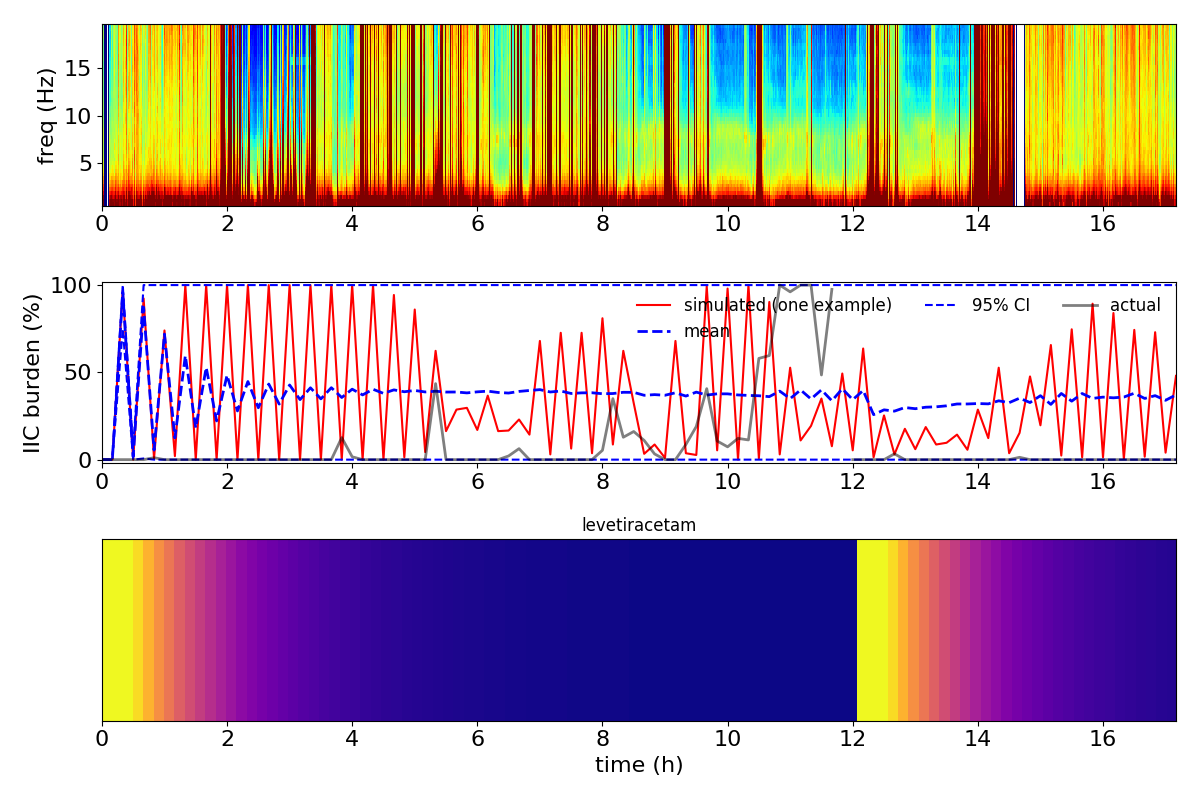 freq (Hz)
15
10
5
0 2 4 6 8 10 12 14 16
IIC burden (%)
100
50
0
simulated (one example)
mean
95% CI
actual
0 2 4 6 8 10 12 14 16
levetiracetam
0 2 4 6 8 10 12 14 16
time (h)